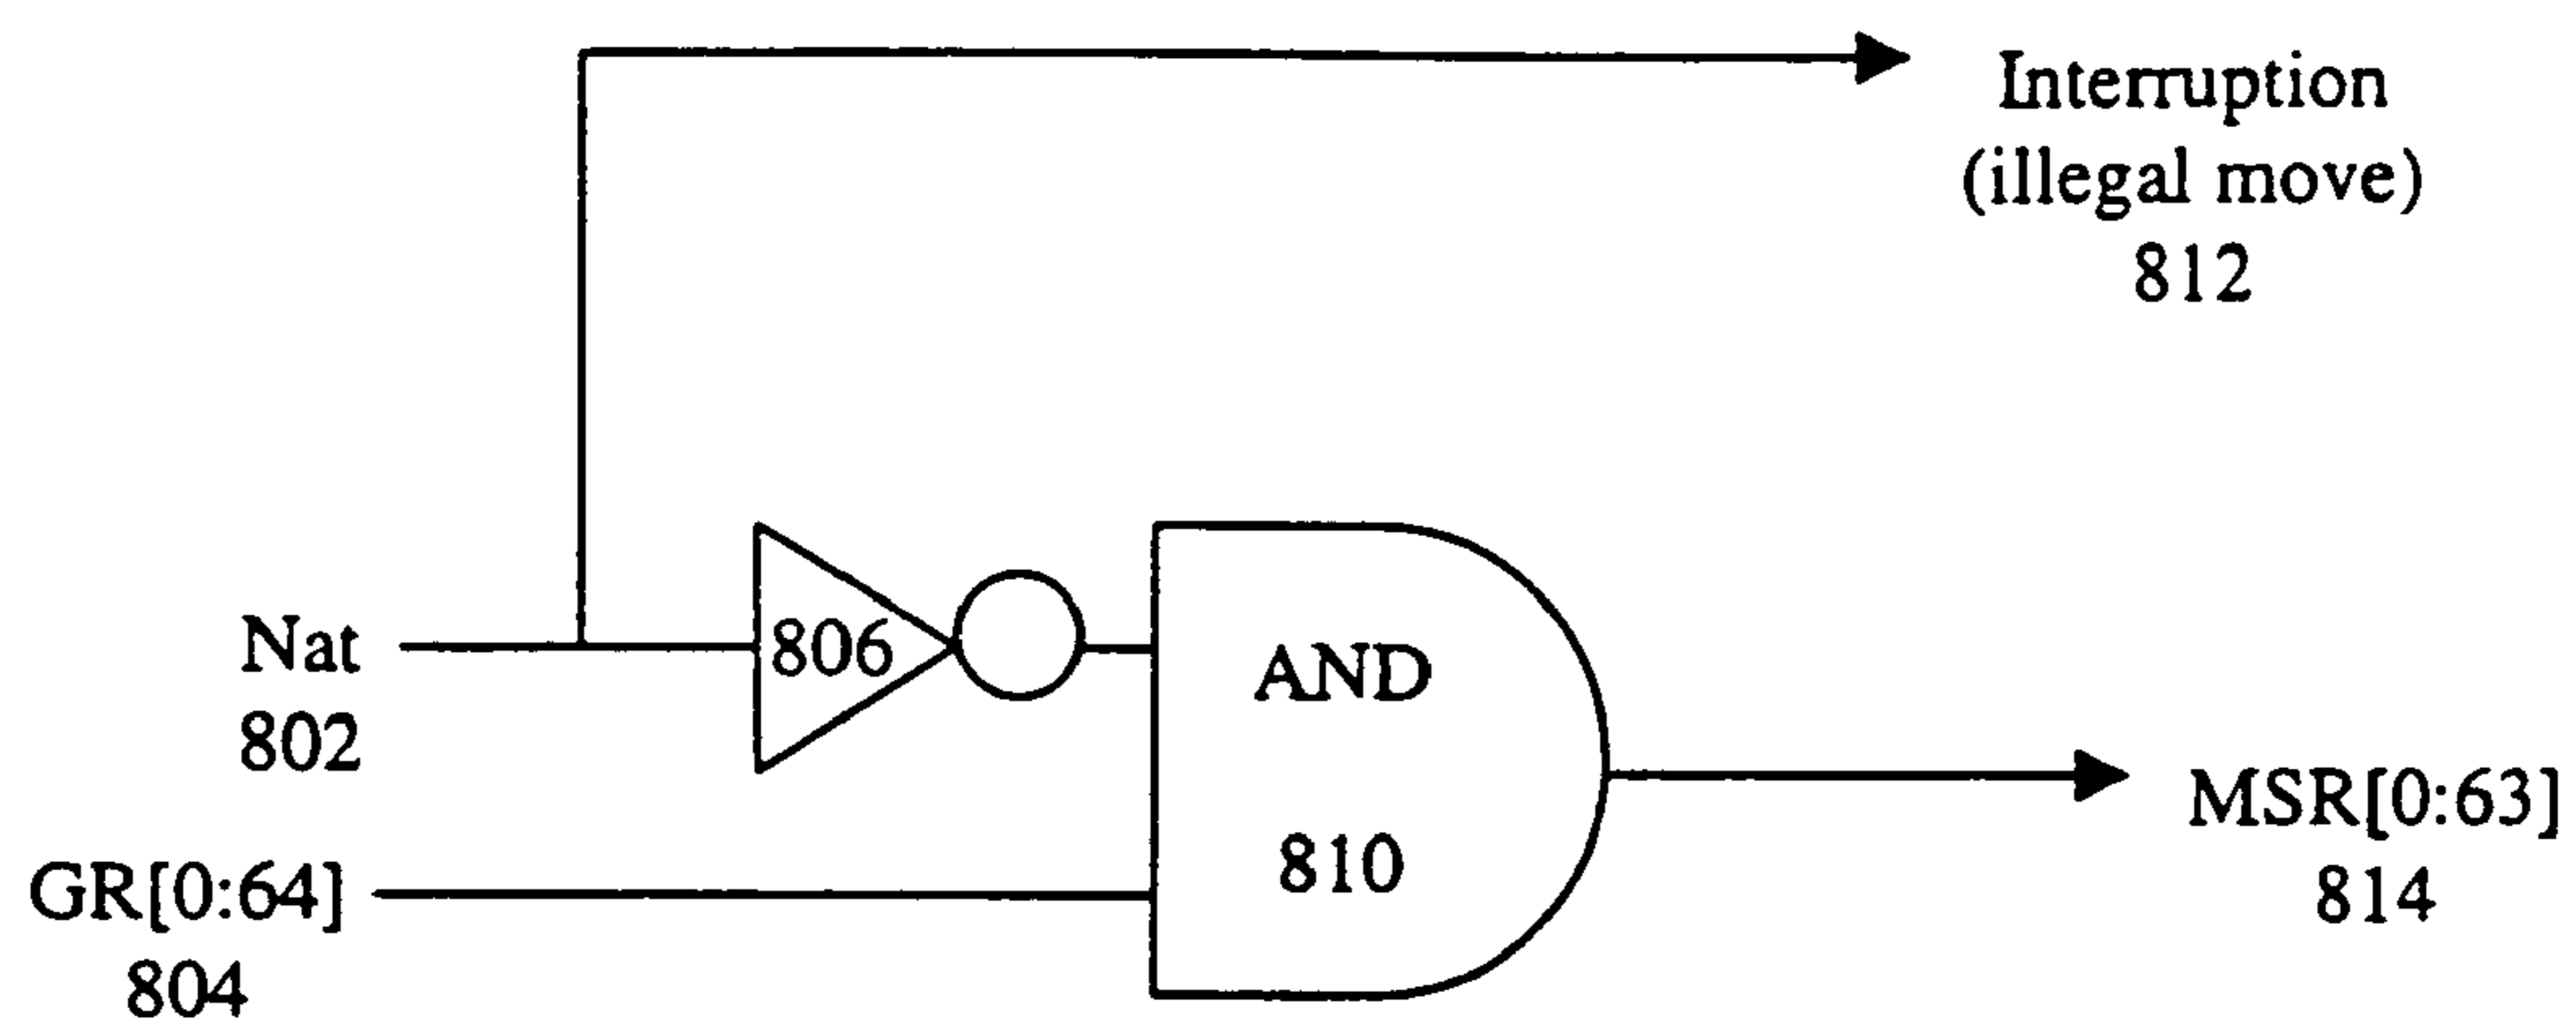 Interruption
(illegal move)
812
Nat
802
806
AND
810
GR[0:64]
804
MSR[0:63]
814